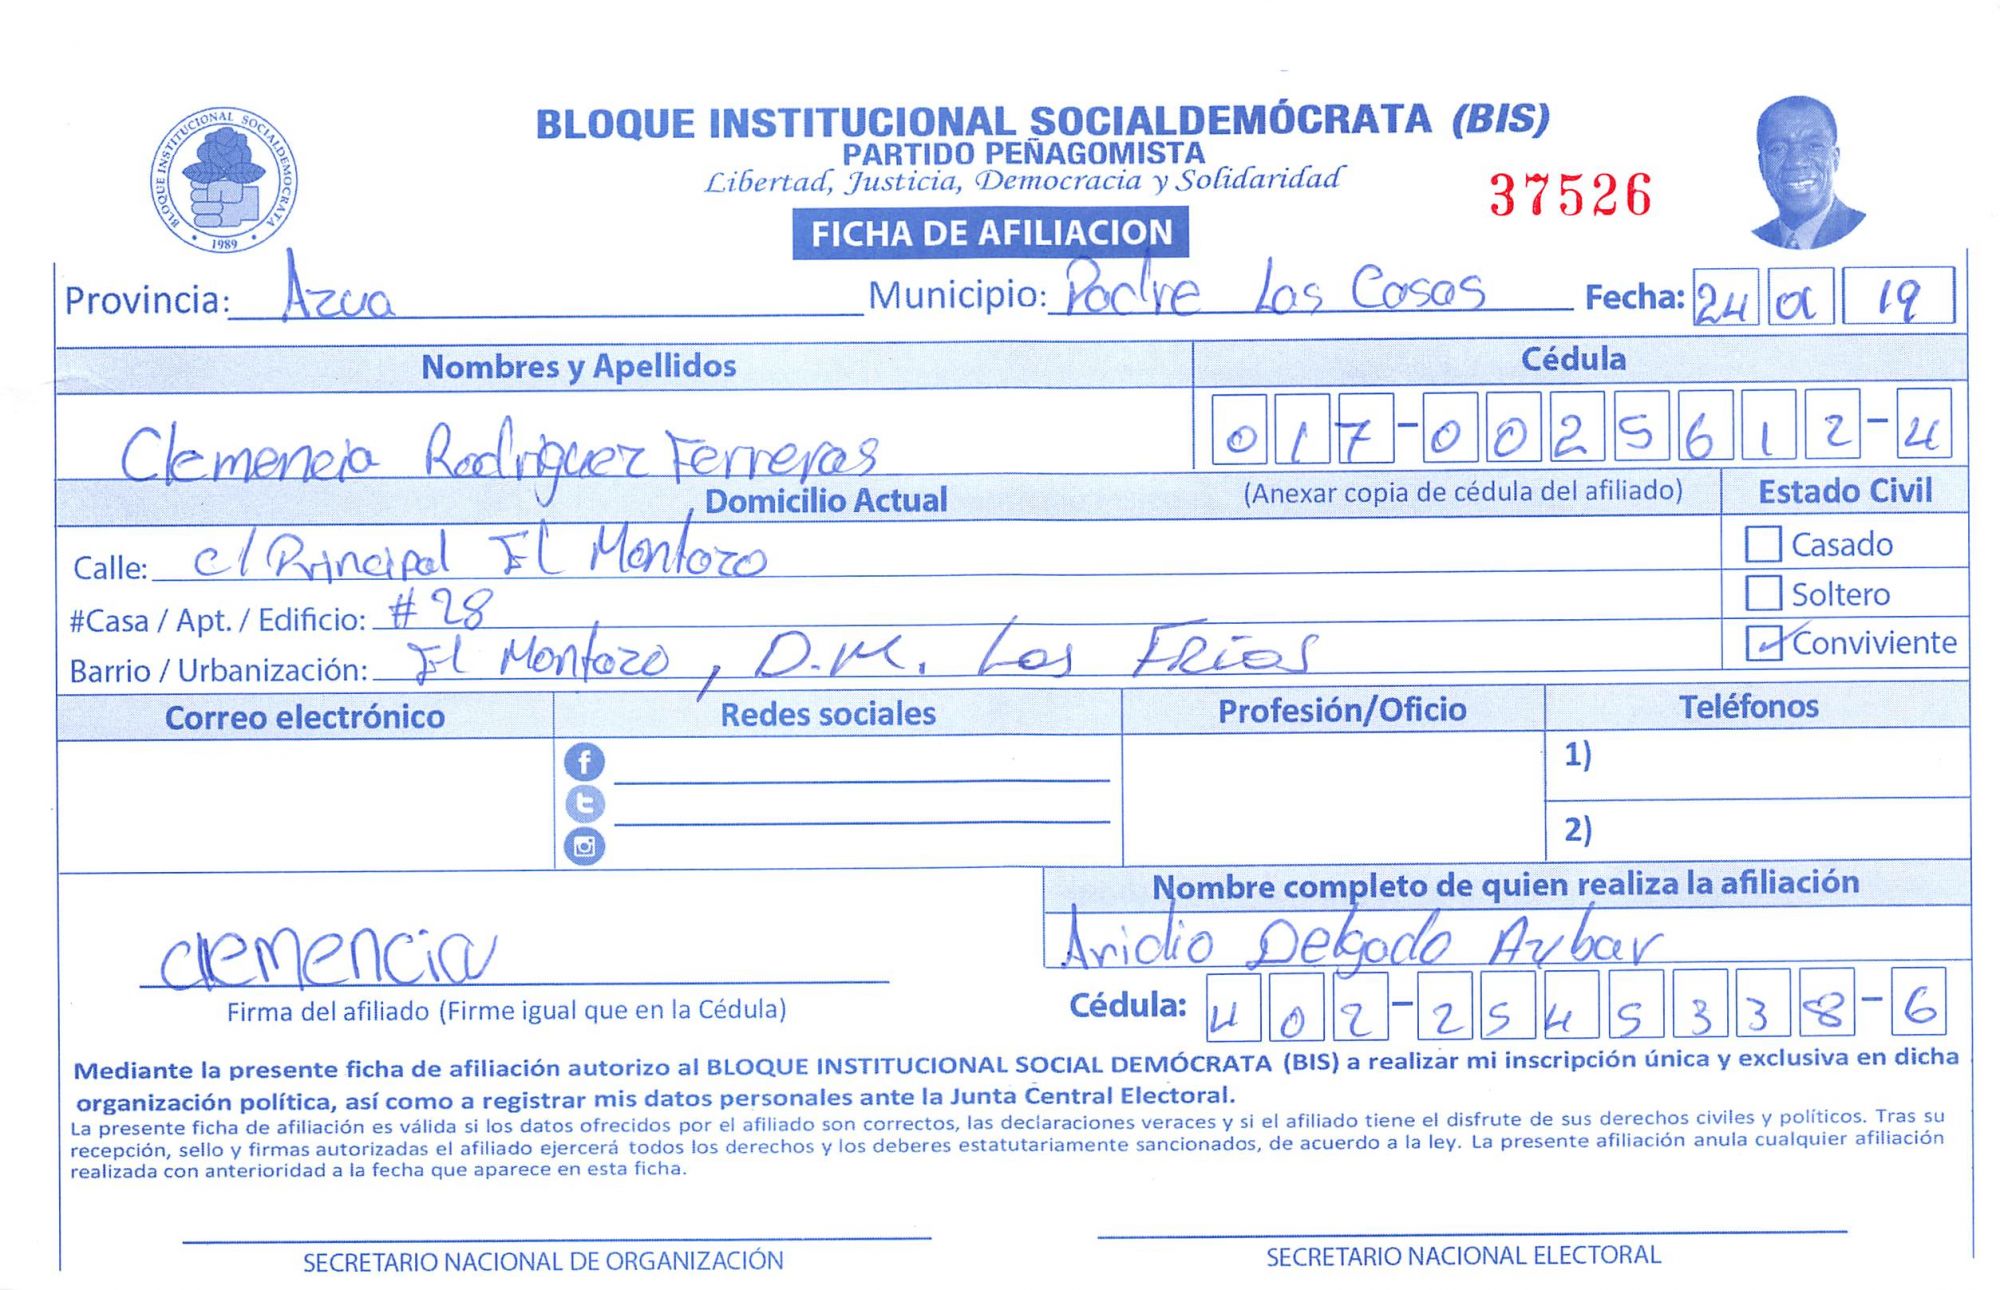 BLOQUE INSTITUCIONAL SOCIALDEMOCRATA
1989
BLOQUE INSTITUCIONAL SOCIALDEMÓCRATA (BIS)
PARTIDO PEÑAGOMISTA
Libertad, Justicia, Democracia y Solidaridad
37526
FICHA DE AFILIACION
Provincia: Azua Municipio: Padre Las Casas Fecha: 24 01 19
Nombres y Apellidos Cédula
Clemencia Rodriguez Ferreras 017-0025612-4
Domicilio Actual (Anexar copia de cédula del afiliado) Estado Civil
Calle: c/ Principal El Montazo Casado
#Casa / Apt. / Edificio: #28 Soltero
Barrio / Urbanización: El Montazo, D.M. Las Frías Conviviente
Correo electrónico Redes sociales Profesión/Oficio Teléfonos
1)
2)
Nombre completo de quien realiza la afiliación
clemencia Aridio Delgado Aybar
Firma del afiliado (Firme igual que en la Cédula) Cédula: 402-2545338-6
Mediante la presente ficha de afiliación autorizo al BLOQUE INSTITUCIONAL SOCIAL DEMÓCRATA (BIS) a realizar mi inscripción única y exclusiva en dicha
organización política, así como a registrar mis datos personales ante la Junta Central Electoral.
La presente ficha de afiliación es válida si los datos ofrecidos por el afiliado son correctos, las declaraciones veraces y si el afiliado tiene el disfrute de sus derechos civiles y políticos. Tras su
recepción, sello y firmas autorizadas el afiliado ejercerá todos los derechos y los deberes estatutariamente sancionados, de acuerdo a la ley. La presente afiliación anula cualquier afiliación
realizada con anterioridad a la fecha que aparece en esta ficha.
SECRETARIO NACIONAL DE ORGANIZACIÓN SECRETARIO NACIONAL ELECTORAL